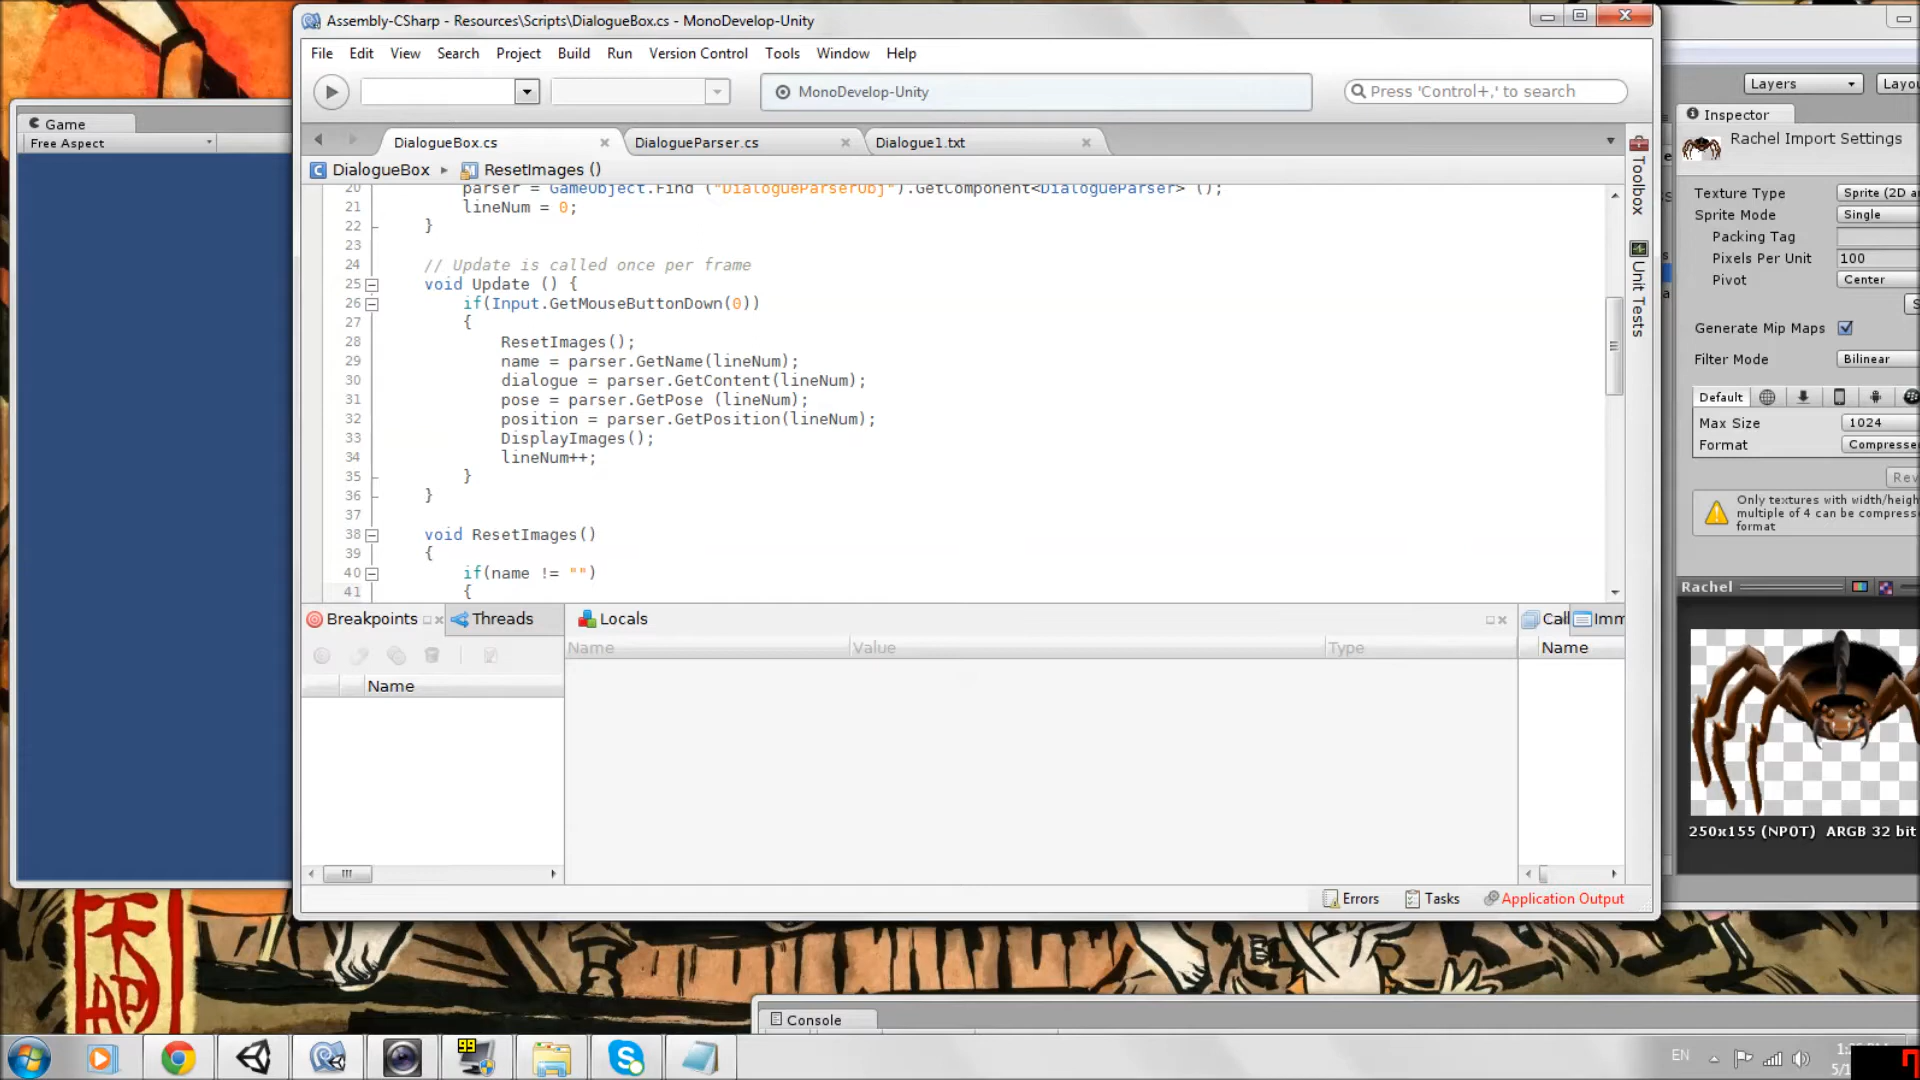 Assembly-CSharp - Resources\Scripts\DialogueBox.cs - MonoDevelop-Unity
File Edit View Search Project Build Run Version Control Tools Window Help
MonoDevelop-Unity
Press 'Control+,' to search
DialogueBox.cs DialogueParser.cs Dialogue1.txt
DialogueBox ResetImages ()
20 parser = GameObject.Find ("DialogueParserObj").GetComponent<DialogueParser> ();
21 lineNum = 0;
22 }
23
24 // Update is called once per frame
25 void Update () {
26 if(Input.GetMouseButtonDown(0))
27 {
28 ResetImages();
29 name = parser.GetName(lineNum);
30 dialogue = parser.GetContent(lineNum);
31 pose = parser.GetPose (lineNum);
32 position = parser.GetPosition(lineNum);
33 DisplayImages();
34 lineNum++;
35 }
36 }
37
38 void ResetImages()
39 {
40 if(name != "")
41 {
Toolbox
Unit Tests
Breakpoints Threads
Name
Locals
Name Value Type
Call Imm
Name
Errors Tasks Application Output
Game
Free Aspect
Layers Layou
Inspector
Rachel Import Settings
Texture Type Sprite (2D a
Sprite Mode Single
Packing Tag
Pixels Per Unit 100
Pivot Center
Generate Mip Maps
Filter Mode Bilinear
Default
Max Size 1024
Format Compresse
Rev
Only textures with width/heigh
multiple of 4 can be compresse
format
Rachel
250x155 (NPOT) ARGB 32 bit
Console
99
EN